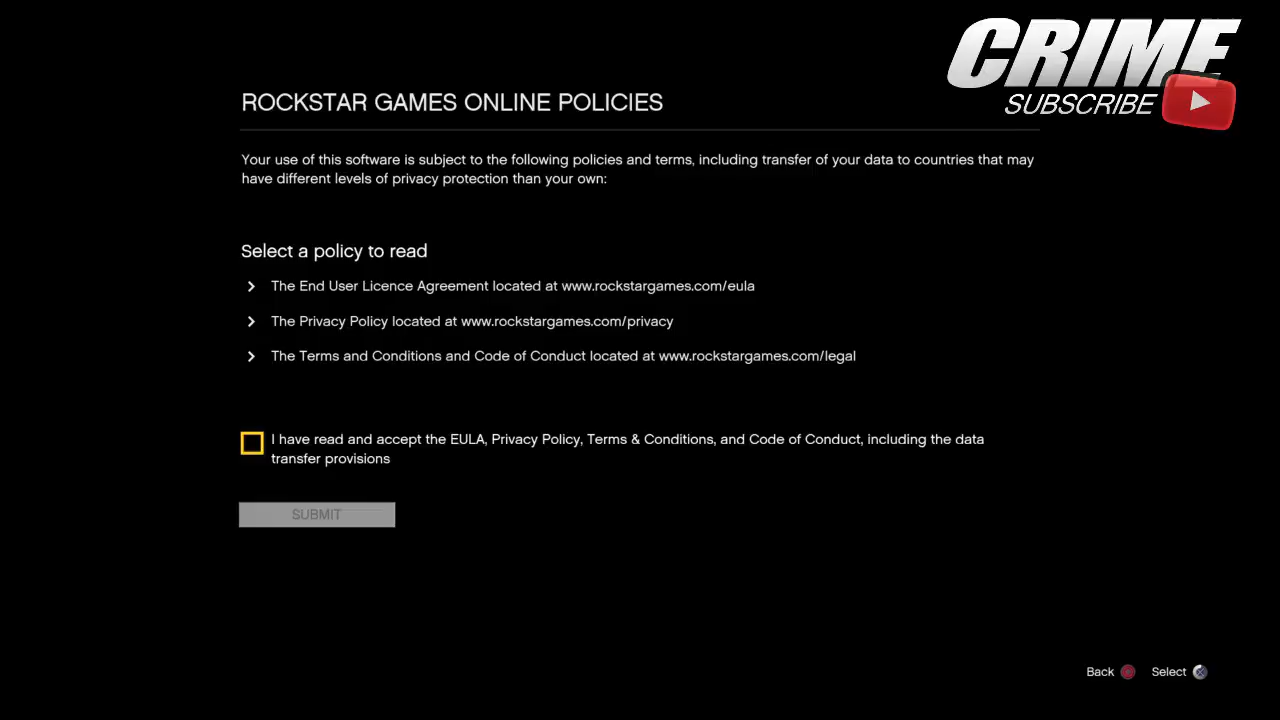 CRIME
SUBSCRIBE
ROCKSTAR GAMES ONLINE POLICIES
Your use of this software is subject to the following policies and terms, including transfer of your data to countries that may
have different levels of privacy protection than your own:
Select a policy to read
The End User Licence Agreement located at www.rockstargames.com/eula
The Privacy Policy located at www.rockstargames.com/privacy
The Terms and Conditions and Code of Conduct located at www.rockstargames.com/legal
I have read and accept the EULA, Privacy Policy, Terms & Conditions, and Code of Conduct, including the data
transfer provisions
SUBMIT
Back Select